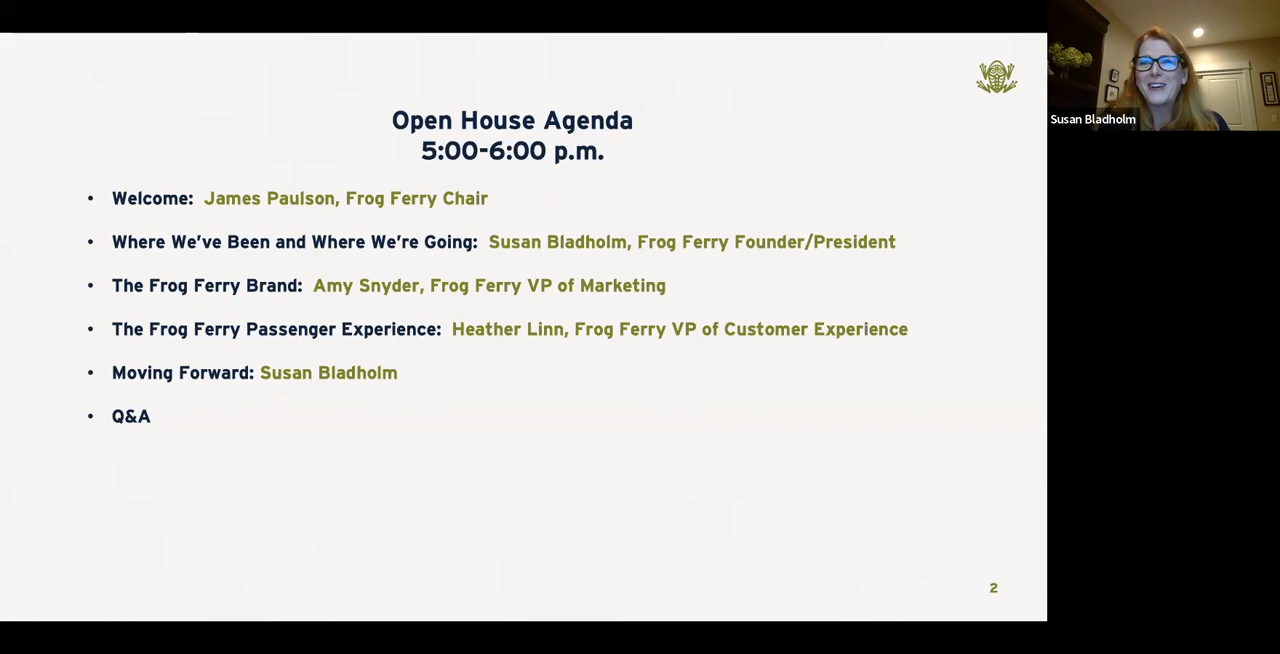 Open House Agenda
5:00-6:00 p.m.
• Welcome: James Paulson, Frog Ferry Chair
• Where We've Been and Where We're Going: Susan Bladholm, Frog Ferry Founder/President
• The Frog Ferry Brand: Amy Snyder, Frog Ferry VP of Marketing
• The Frog Ferry Passenger Experience: Heather Linn, Frog Ferry VP of Customer Experience
• Moving Forward: Susan Bladholm
• Q&A
2
Susan Bladholm